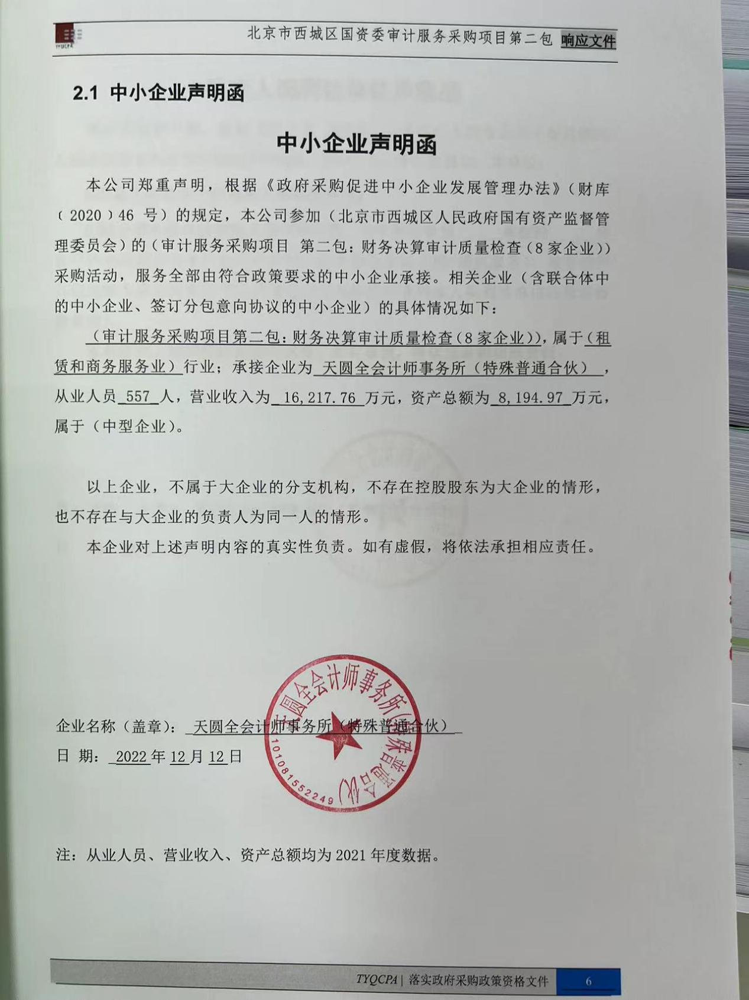 TYQCPA
北京市西城区国资委审计服务采购项目第二包 响应文件
2.1 中小企业声明函
中小企业声明函
本公司郑重声明，根据《政府采购促进中小企业发展管理办法》（财库
﹝2020﹞46 号）的规定，本公司参加（北京市西城区人民政府国有资产监督管
理委员会）的（审计服务采购项目 第二包：财务决算审计质量检查（8 家企业））
采购活动，服务全部由符合政策要求的中小企业承接。相关企业（含联合体中
的中小企业、签订分包意向协议的中小企业）的具体情况如下：
（审计服务采购项目第二包：财务决算审计质量检查（8 家企业）），属于（租
赁和商务服务业）行业；承接企业为 天圆全会计师事务所（特殊普通合伙） ，
从业人员 557 人，营业收入为 16,217.76 万元，资产总额为 8,194.97 万元，
属于（中型企业）。
以上企业，不属于大企业的分支机构，不存在控股股东为大企业的情形，
也不存在与大企业的负责人为同一人的情形。
本企业对上述声明内容的真实性负责。如有虚假，将依法承担相应责任。
天圆全会计师事务所（特殊普通合伙）
企业名称（盖章）： 天圆全会计师事务所（特殊普通合伙）
日 期： 2022 年 12 月 12 日
1101081552249
注：从业人员、营业收入、资产总额均为 2021 年度数据。
TYQCPA | 落实政府采购政策资格文件 6